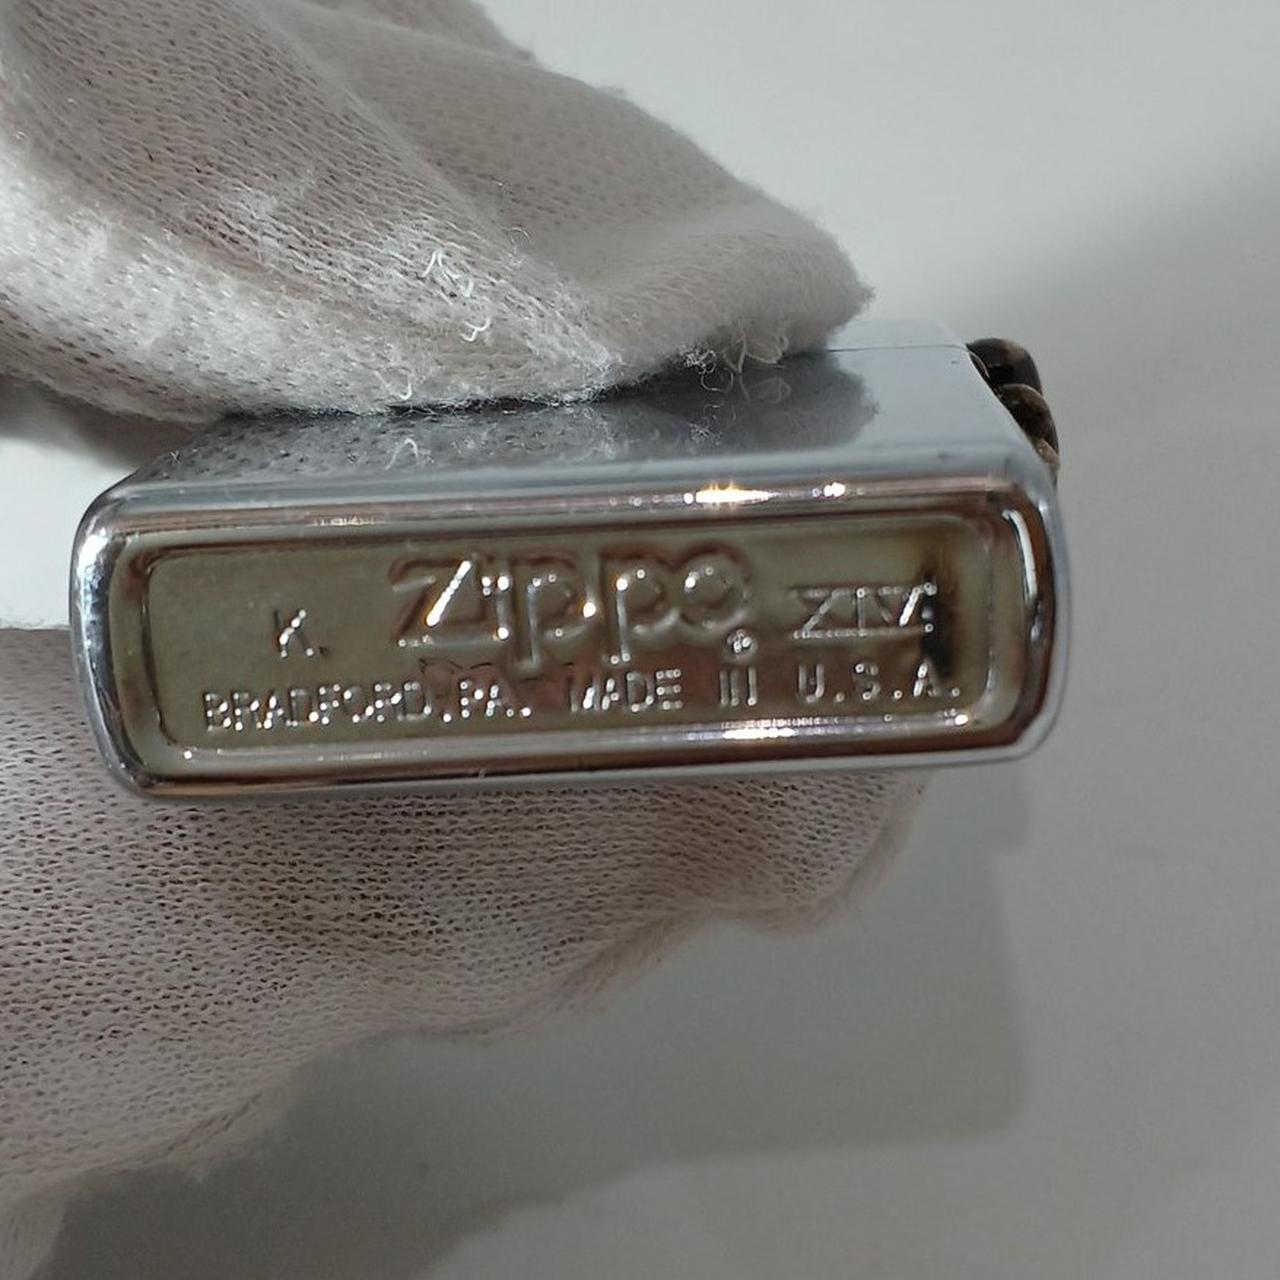 K. Zippo® XIV
BRADFORD, PA. MADE IN U.S.A.